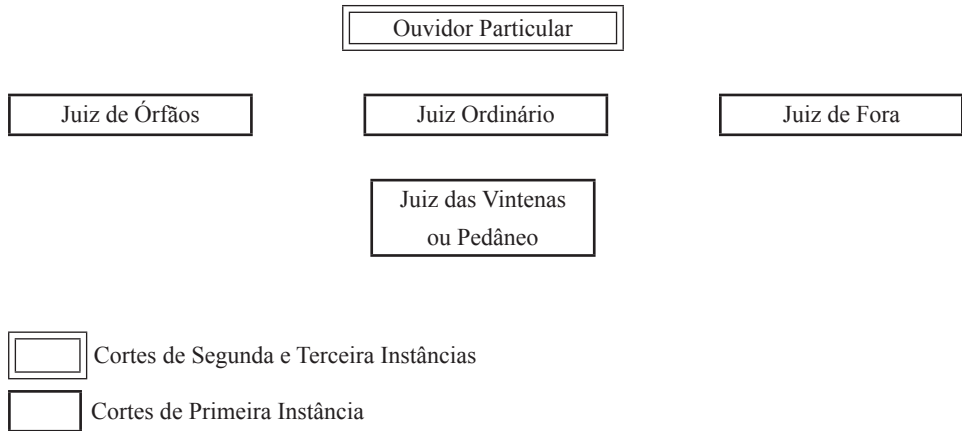 Ouvidor Particular
Juiz de Órfãos
Juiz Ordinário
Juiz de Fora
Juiz das Vintenas
ou Pedâneo
Cortes de Segunda e Terceira Instâncias
Cortes de Primeira Instância